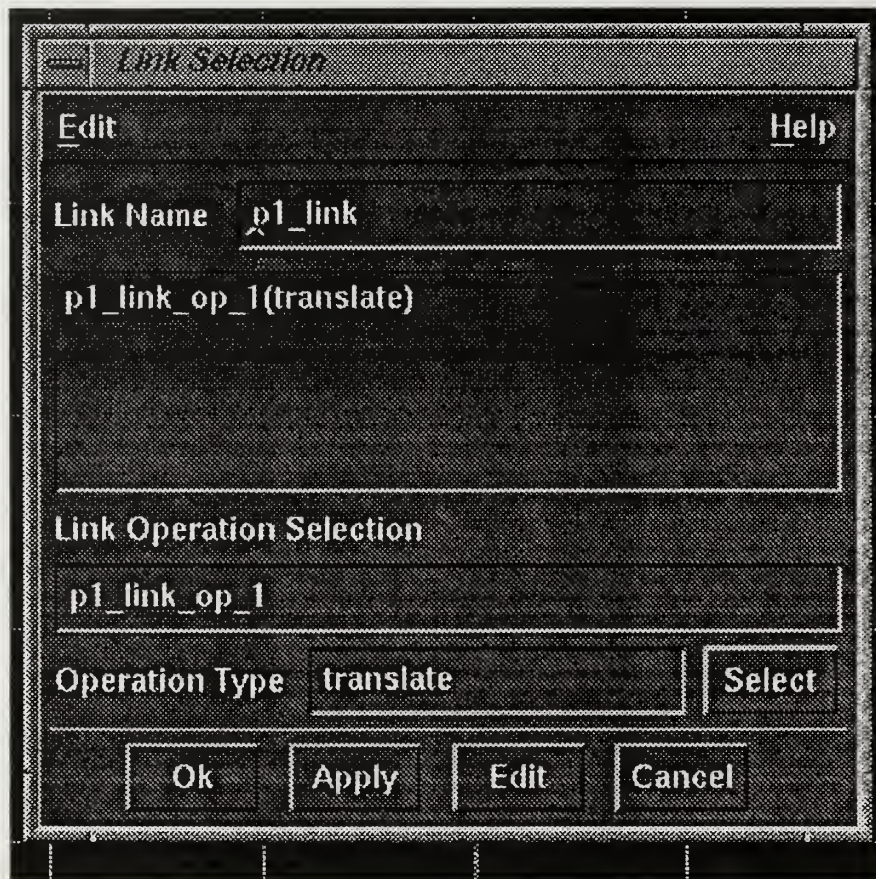 Link Selection
Edit Help
Link Name p1_link
p1_link_op_1(translate)
Link Operation Selection
p1_link_op_1
Operation Type translate Select
Ok Apply Edit Cancel